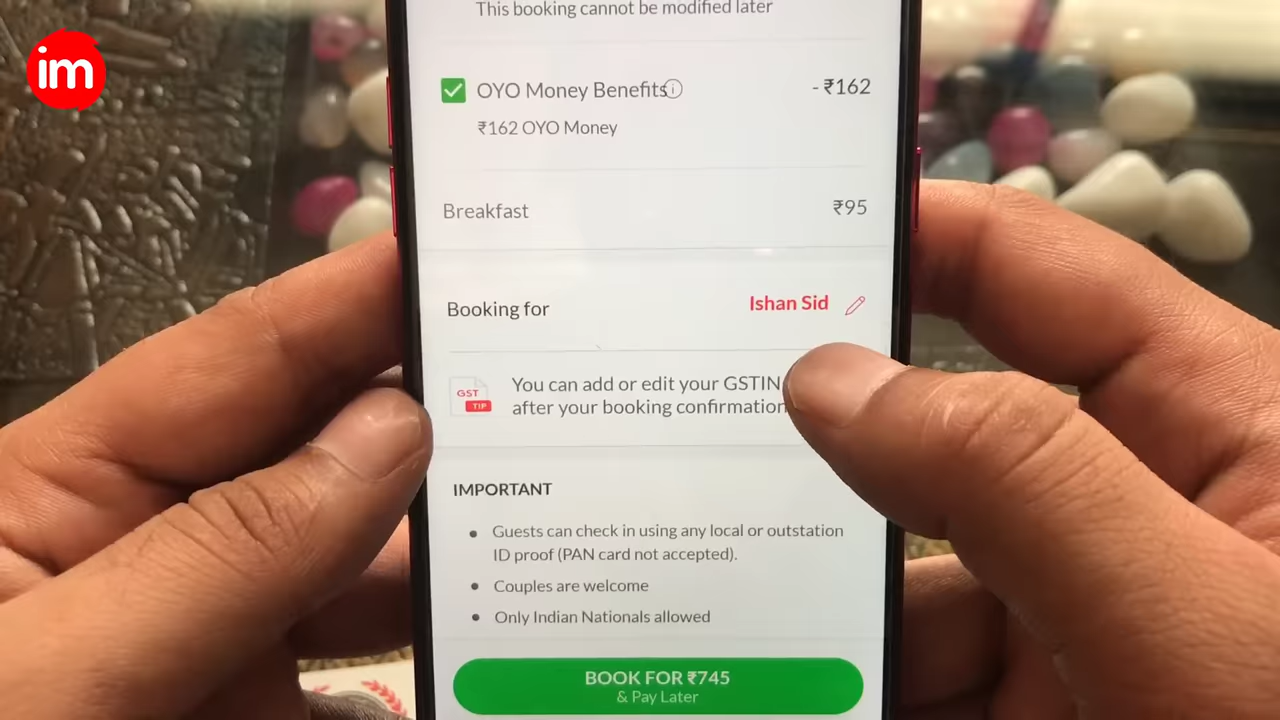 im
This booking cannot be modified later
OYO Money Benefits - ₹162
₹162 OYO Money
Breakfast ₹95
Booking for Ishan Sid
GST
TIP
You can add or edit your GSTIN
after your booking confirmation
IMPORTANT
Guests can check in using any local or outstation
ID proof (PAN card not accepted).
Couples are welcome
Only Indian Nationals allowed
BOOK FOR ₹745
& Pay Later